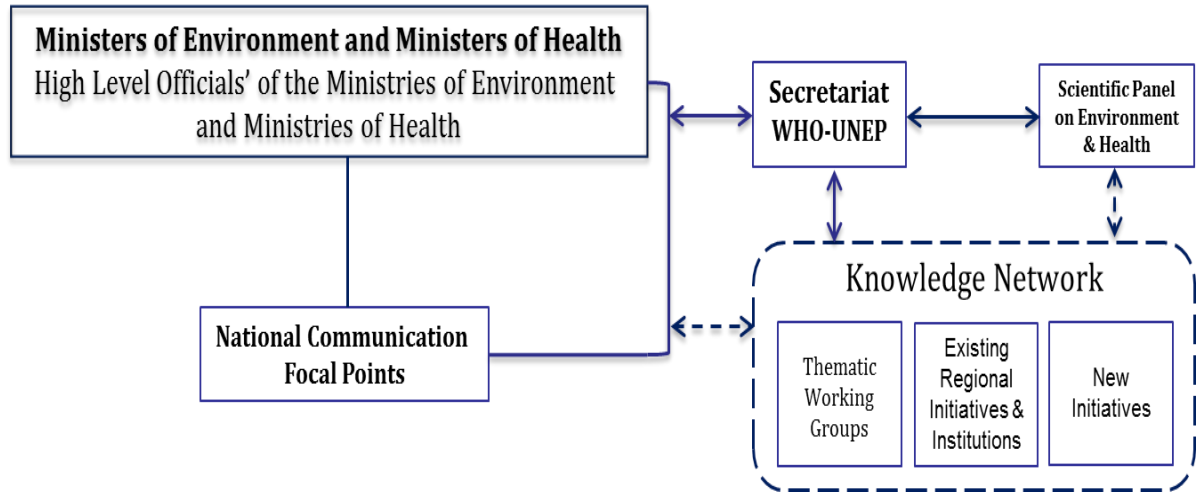 Ministers of Environment and Ministers of Health
High Level Officials’ of the Ministries of Environment
and Ministries of Health
Secretariat
WHO-UNEP
Scientific Panel
on Environment
& Health
National Communication
Focal Points
Knowledge Network
Thematic
Working
Groups
Existing
Regional
Initiatives &
Institutions
New
Initiatives